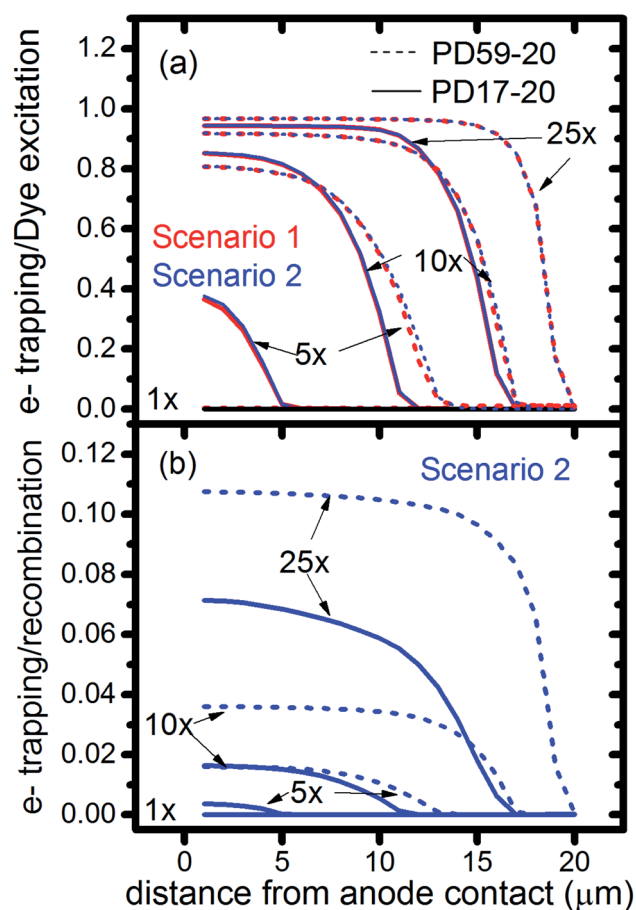 (a)
PD59-20
PD17-20
25x
Scenario 1
Scenario 2
10x
5x
1x
e- trapping/Dye excitation
1.2
1.0
0.8
0.6
0.4
0.2
0.0
(b)
Scenario 2
25x
10x
5x
1x
e- trapping/recombination
0.12
0.10
0.08
0.06
0.04
0.02
0.00
0 5 10 15 20
distance from anode contact (μm)